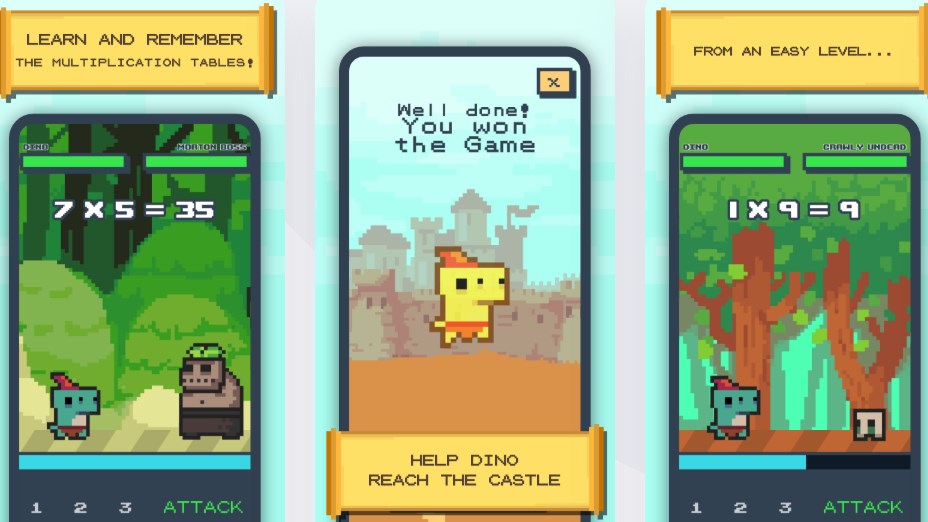 LEARN AND REMEMBER
THE MULTIPLICATION TABLES!
DINO
MORTON BOSS
7 X 5 = 35
1 2 3 ATTACK
x
Well done!
You won
the Game
HELP DINO
REACH THE CASTLE
FROM AN EASY LEVEL...
DINO
CRAWLY UNDEAD
1 X 9 = 9
1 2 3 ATTACK